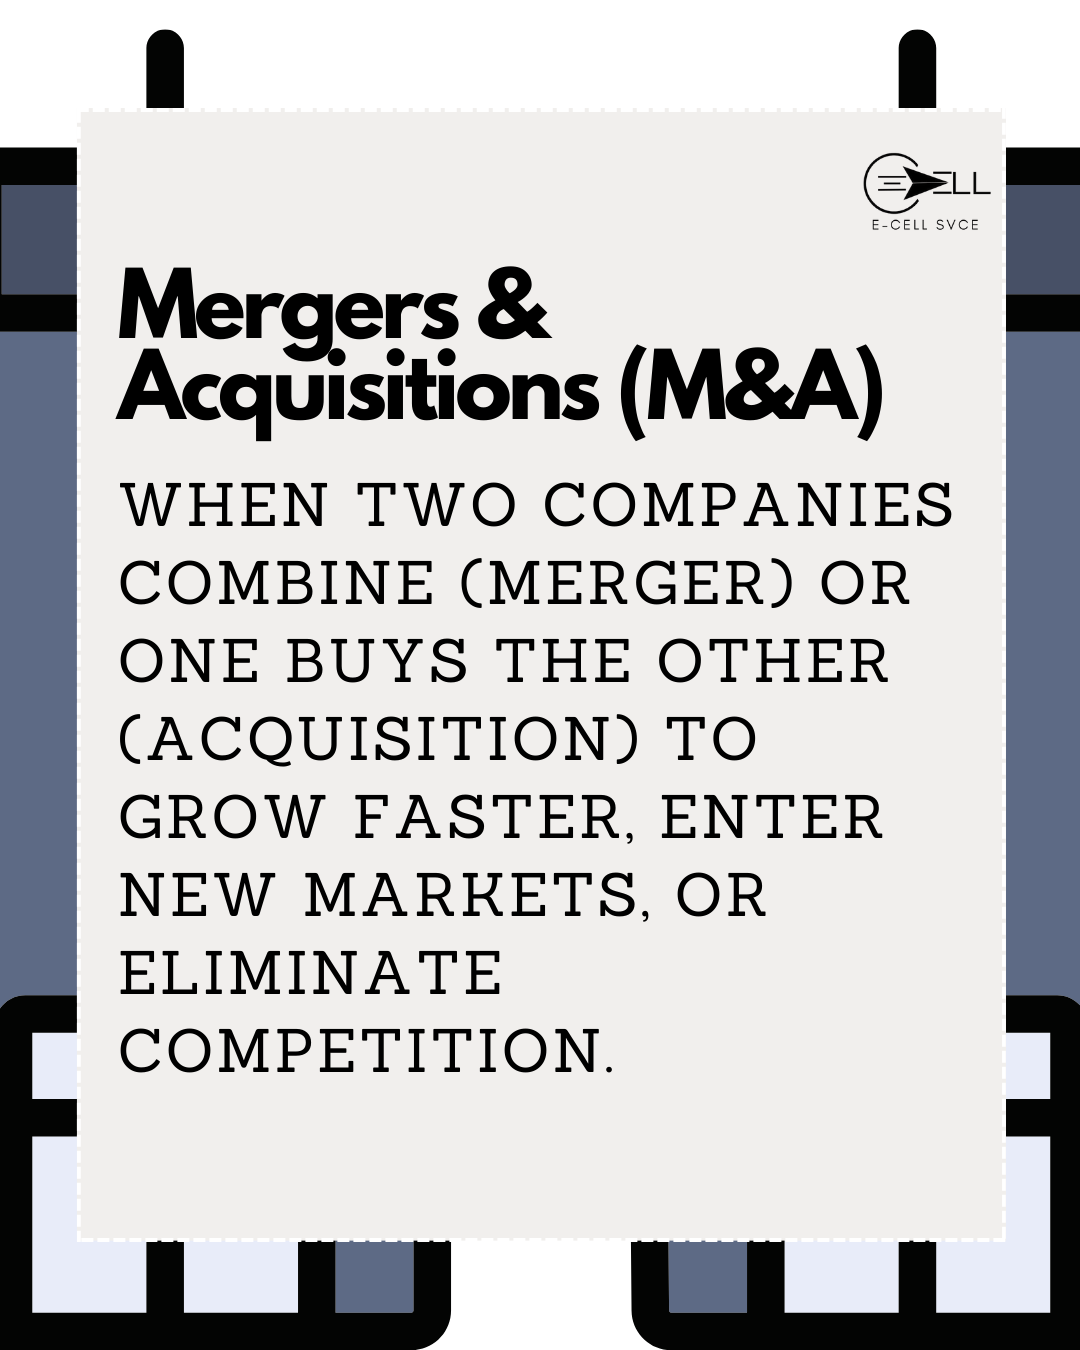 ELL
E-CELL SVCE
Mergers &
Acquisitions (M&A)
WHEN TWO COMPANIES
COMBINE (MERGER) OR
ONE BUYS THE OTHER
(ACQUISITION) TO
GROW FASTER, ENTER
NEW MARKETS, OR
ELIMINATE
COMPETITION.